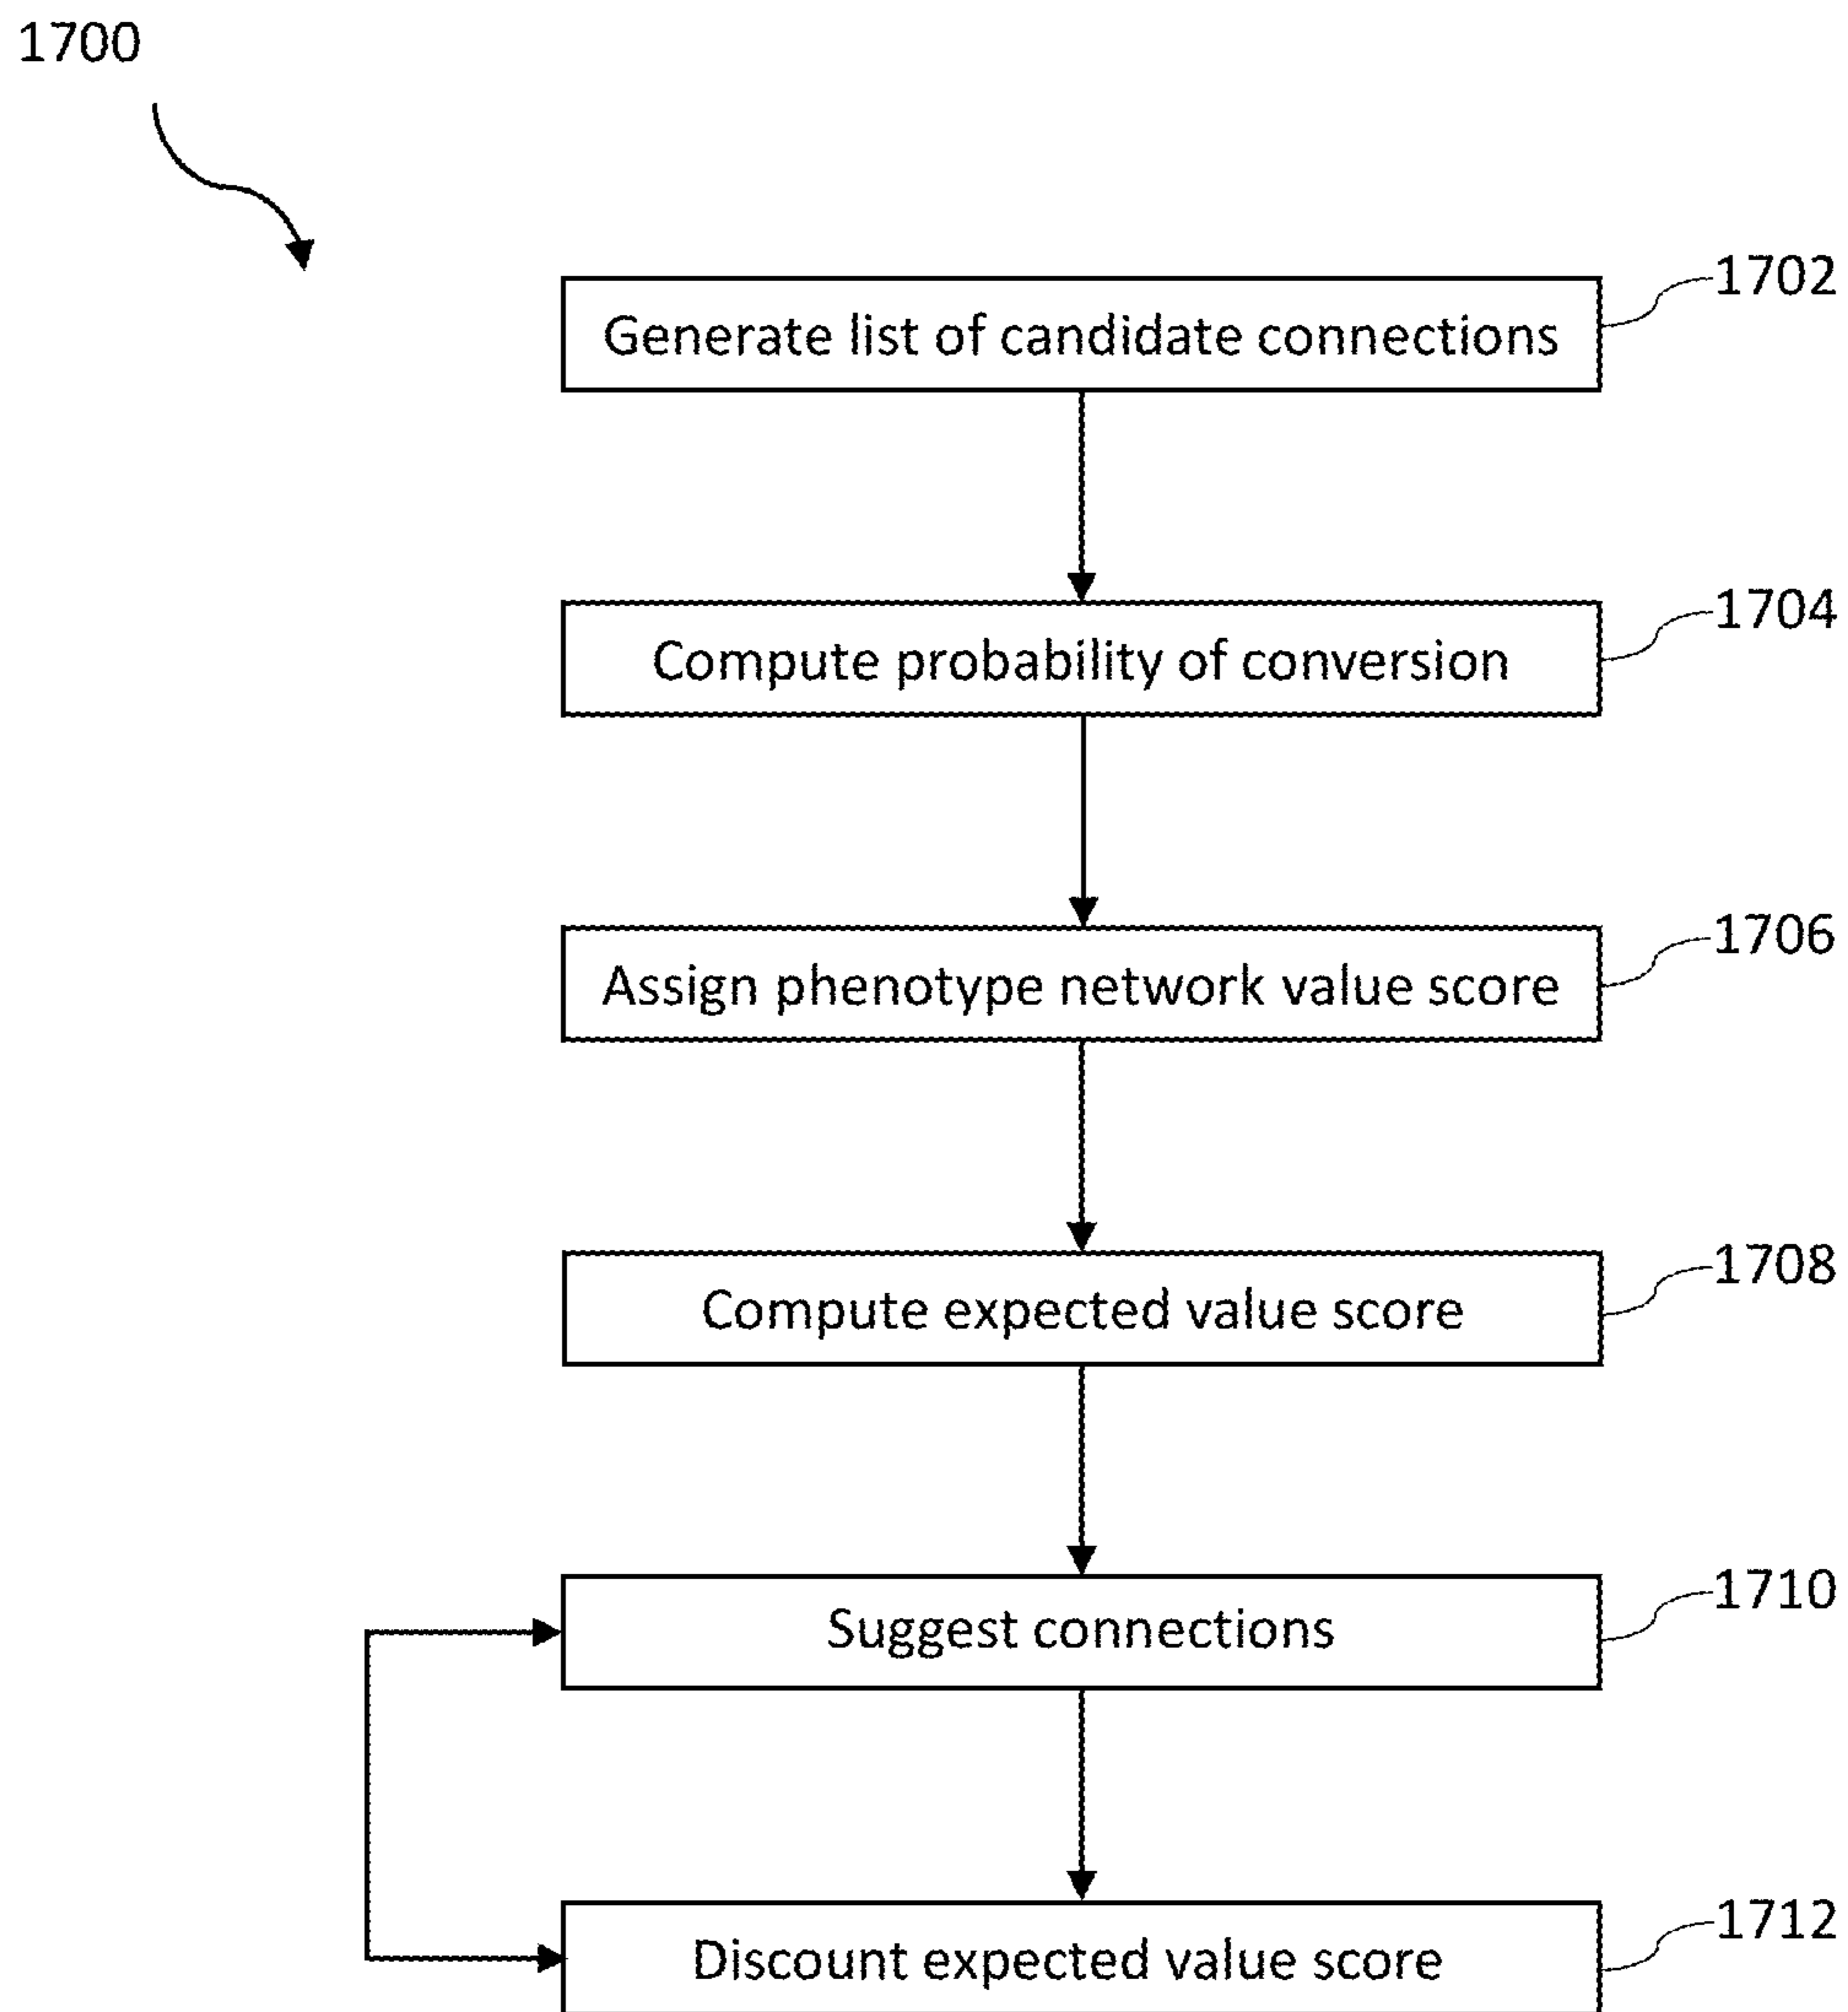 1700
Generate list of candidate connections
1702
Compute probability of conversion
1704
Assign phenotype network value score
1706
Compute expected value score
1708
Suggest connections
1710
Discount expected value score
1712